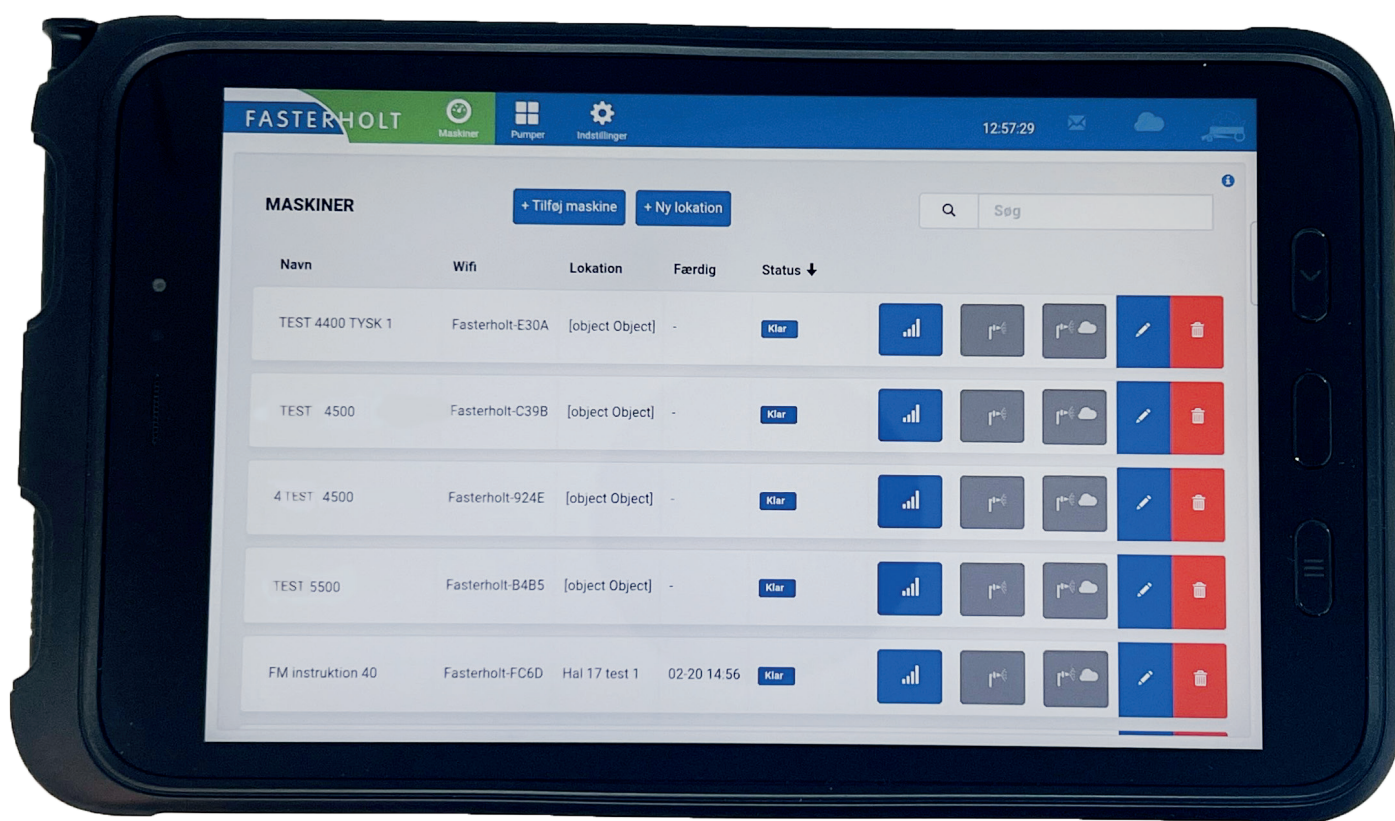 FASTERHOLT Maskiner Pumper Indstillinger 12:57:29
MASKINER + Tilføj maskine + Ny lokation Søg
Navn Wifi Lokation Færdig Status
TEST 4400 TYSK 1 Fasterholt-E30A [object Object] - Klar
TEST 4500 Fasterholt-C39B [object Object] - Klar
4 TEST 4500 Fasterholt-924E [object Object] - Klar
TEST 5500 Fasterholt-B4B5 [object Object] - Klar
FM instruktion 40 Fasterholt-FC6D Hal 17 test 1 02-20 14:56 Klar